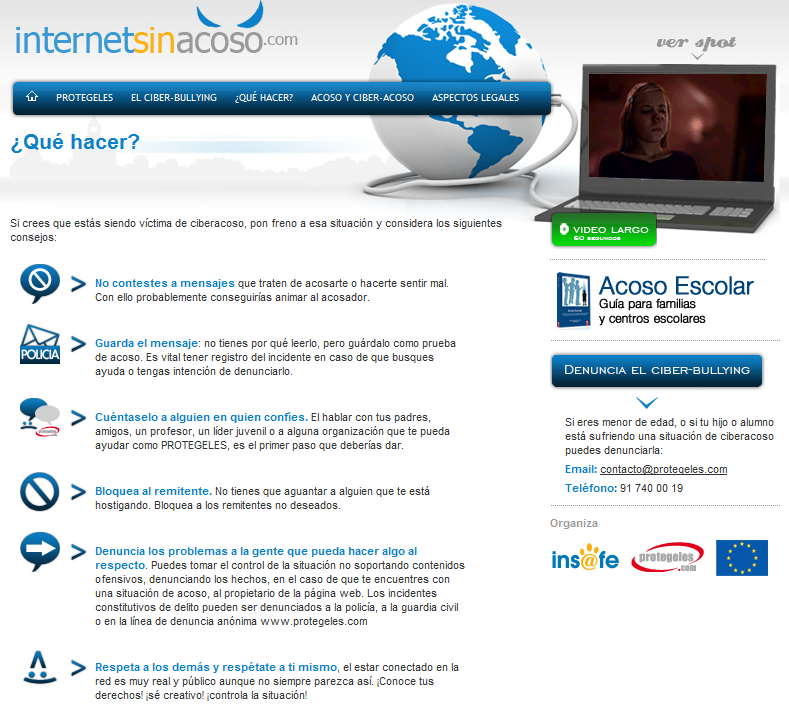 internetsinacoso.com
ver spot
PROTEGELES
EL CIBER-BULLYING
¿QUÉ HACER?
ACOSO Y CIBER-ACOSO
ASPECTOS LEGALES
¿Qué hacer?
Si crees que estás siendo víctima de ciberacoso, pon freno a esa situación y considera los siguientes
consejos:
No contestes a mensajes que traten de acosarte o hacerte sentir mal.
Con ello probablemente conseguirías animar al acosador.
POLICIA
Guarda el mensaje: no tienes por qué leerlo, pero guárdalo como prueba
de acoso. Es vital tener registro del incidente en caso de que busques
ayuda o tengas intención de denunciarlo.
Cuéntaselo a alguien en quien confíes. El hablar con tus padres,
amigos, un profesor, un líder juvenil o a alguna organización que te pueda
ayudar como PROTEGELES, es el primer paso que deberías dar.
Bloquea al remitente. No tienes que aguantar a alguien que te está
hostigando. Bloquea a los remitentes no deseados.
Denuncia los problemas a la gente que pueda hacer algo al
respecto. Puedes tomar el control de la situación no soportando contenidos
ofensivos, denunciando los hechos, en el caso de que te encuentres con
una situación de acoso, al propietario de la página web. Los incidentes
constitutivos de delito pueden ser denunciados a la policía, a la guardia civil
o en la línea de denuncia anónima www.protegeles.com
Respeta a los demás y respétate a ti mismo, el estar conectado en la
red es muy real y público aunque no siempre parezca así. ¡Conoce tus
derechos! ¡sé creativo! ¡controla la situación!
VIDEO LARGO
60 SEGUNDOS
Acoso Escolar
Guía para familias
y centros escolares
DENUNCIA EL CIBER-BULLYING
Si eres menor de edad, o si tu hijo o alumno
está sufriendo una situación de ciberacoso
puedes denunciarla:
Email: contacto@protegeles.com
Teléfono: 91 740 00 19
Organiza
ins@fe
protegeles
.com